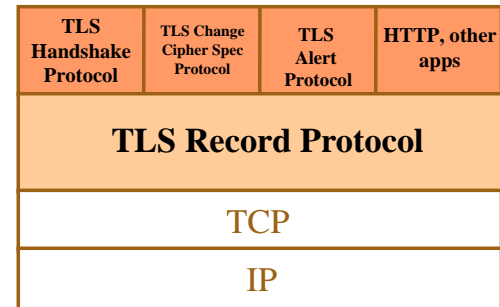 TLS
Handshake
Protocol
TLS Change
Cipher Spec
Protocol
TLS
Alert
Protocol
HTTP, other
apps
TLS Record Protocol
TCP
IP